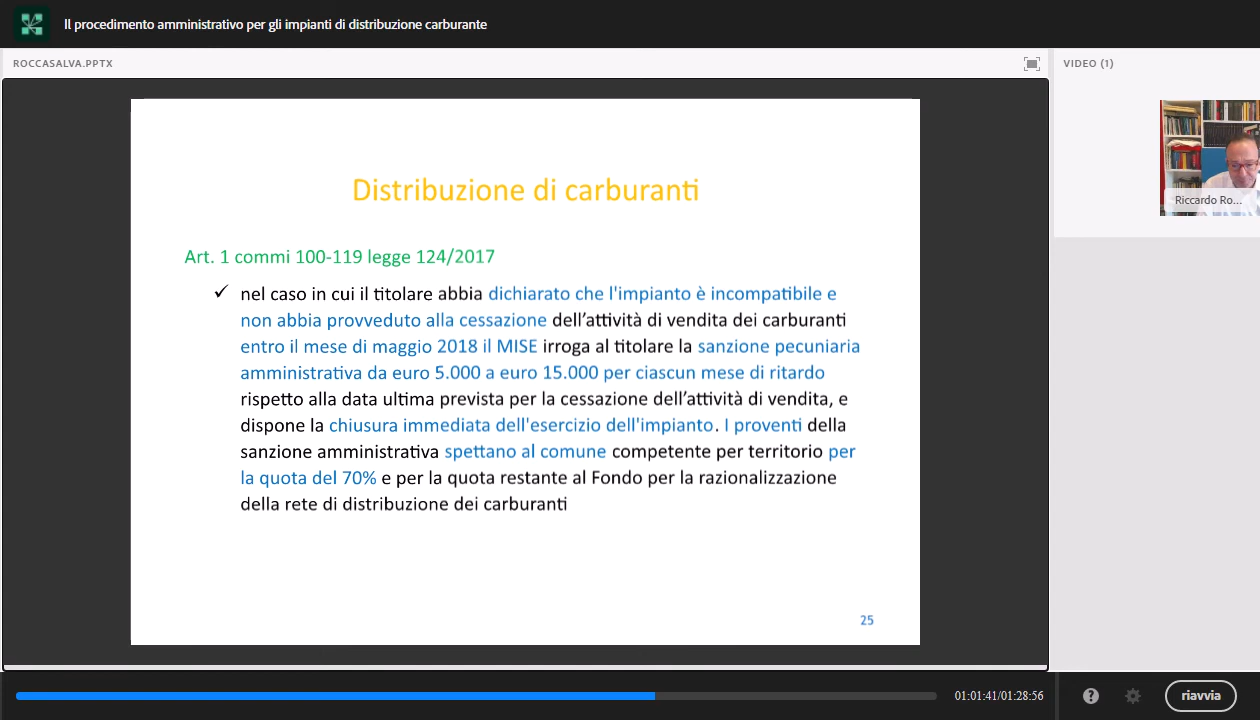 Il procedimento amministrativo per gli impianti di distribuzione carburante
ROCCASALVA.PPTX
VIDEO (1)
Distribuzione di carburanti
Art. 1 commi 100-119 legge 124/2017
✓ nel caso in cui il titolare abbia dichiarato che l'impianto è incompatibile e
non abbia provveduto alla cessazione dell’attività di vendita dei carburanti
entro il mese di maggio 2018 il MISE irroga al titolare la sanzione pecuniaria
amministrativa da euro 5.000 a euro 15.000 per ciascun mese di ritardo
rispetto alla data ultima prevista per la cessazione dell’attività di vendita, e
dispone la chiusura immediata dell'esercizio dell'impianto. I proventi della
sanzione amministrativa spettano al comune competente per territorio per
la quota del 70% e per la quota restante al Fondo per la razionalizzazione
della rete di distribuzione dei carburanti
25
Riccardo Ro...
01:01:41/01:28:56
riavvia